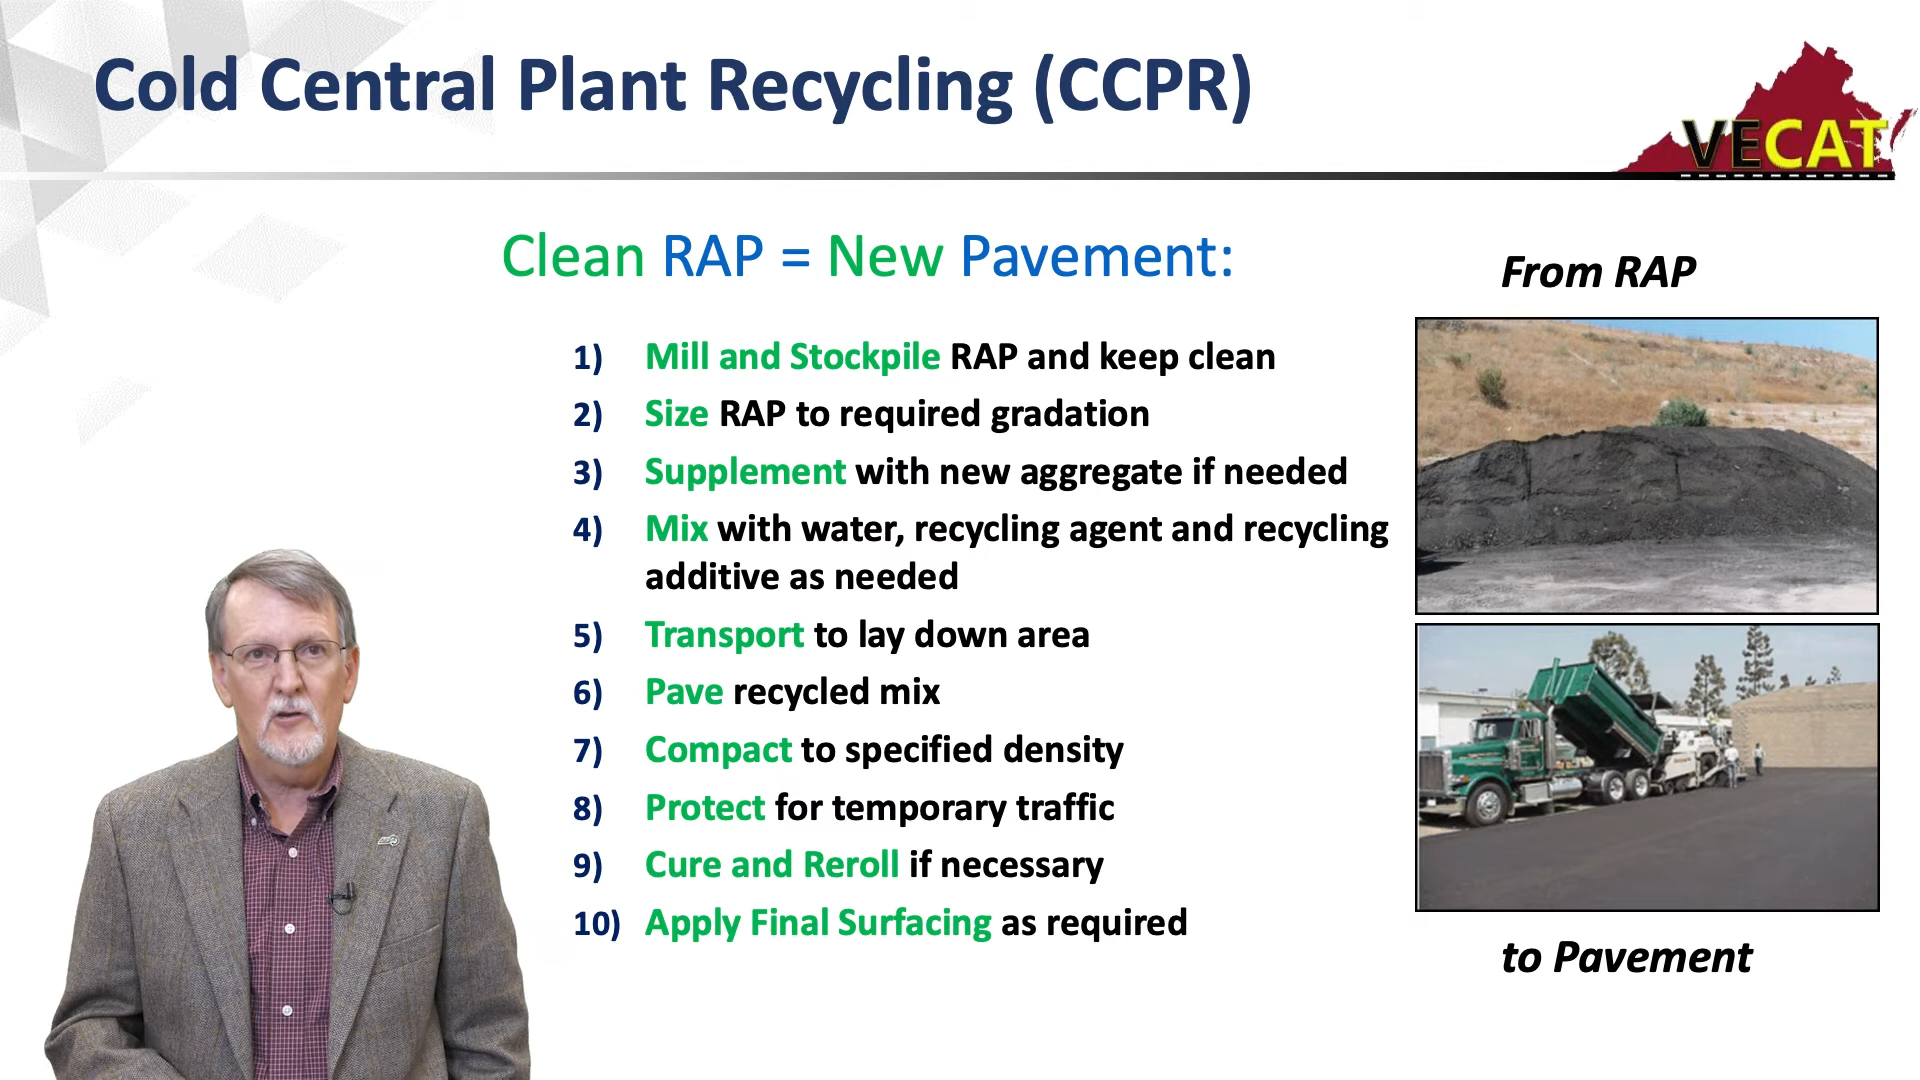 Cold Central Plant Recycling (CCPR)
VECAT
Clean RAP = New Pavement:
1) Mill and Stockpile RAP and keep clean
2) Size RAP to required gradation
3) Supplement with new aggregate if needed
4) Mix with water, recycling agent and recycling
additive as needed
5) Transport to lay down area
6) Pave recycled mix
7) Compact to specified density
8) Protect for temporary traffic
9) Cure and Reroll if necessary
10) Apply Final Surfacing as required
From RAP
to Pavement